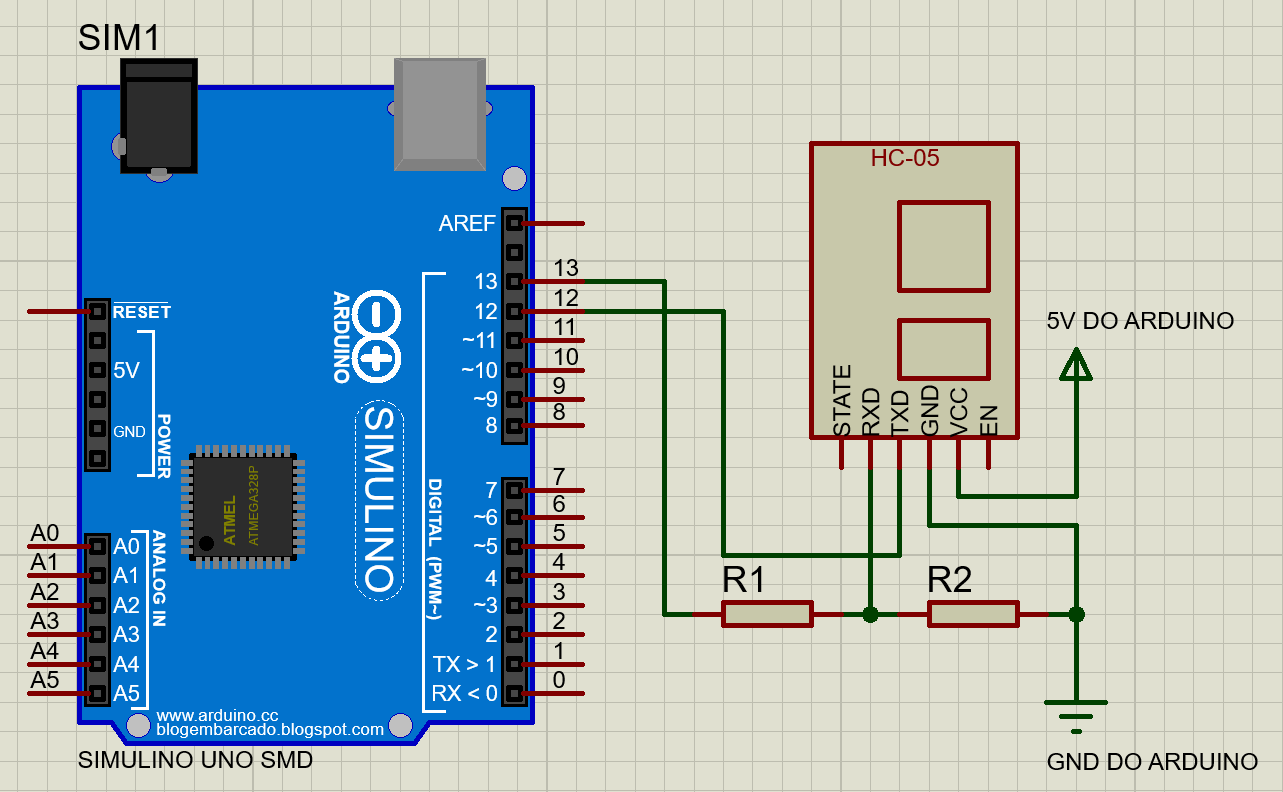 SIM1
AREF
13
12
~11
~10
~9
8
13
12
11
10
9
8
RESET
5V
GND
POWER
ARDUINO
SIMULINO
ATMEL
ATMEGA328P
DIGITAL (PWM~)
7
~6
~5
4
~3
2
TX > 1
RX < 0
7
6
5
4
3
2
1
0
A0
A1
A2
A3
A4
A5
A0
A1
A2
A3
A4
A5
ANALOG IN
www.arduino.cc
blogembarcado.blogspot.com
SIMULINO UNO SMD
HC-05
STATE
RXD
TXD
GND
VCC
EN
5V DO ARDUINO
R1
R2
GND DO ARDUINO